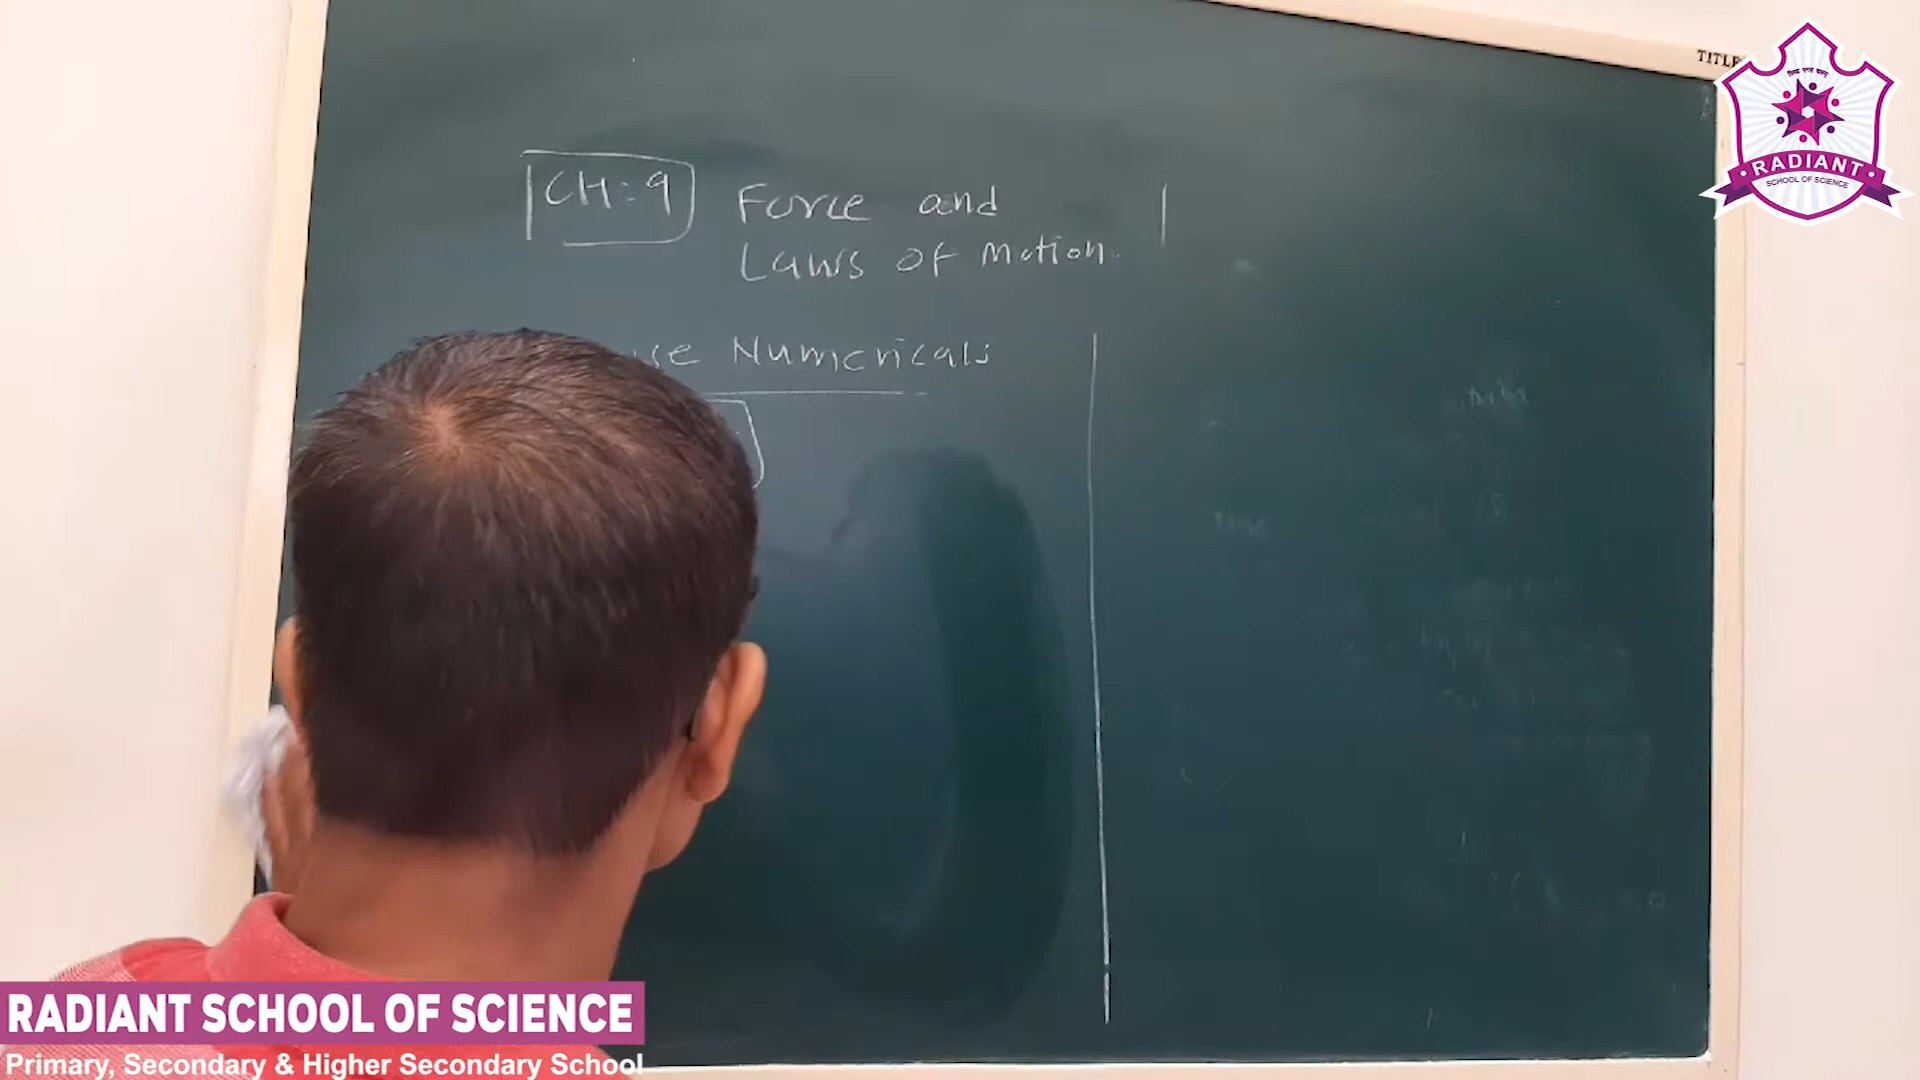 TITLE
RADIANT
SCHOOL OF SCIENCE
CH:9 Force and
Laws of motion.
Numericals
RADIANT SCHOOL OF SCIENCE
Primary, Secondary & Higher Secondary School